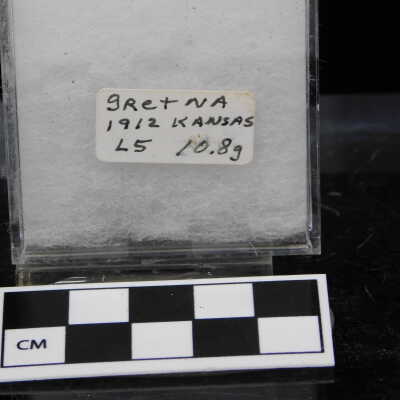 gRetNA
1912 KANSAS
L5 10.8g
CM